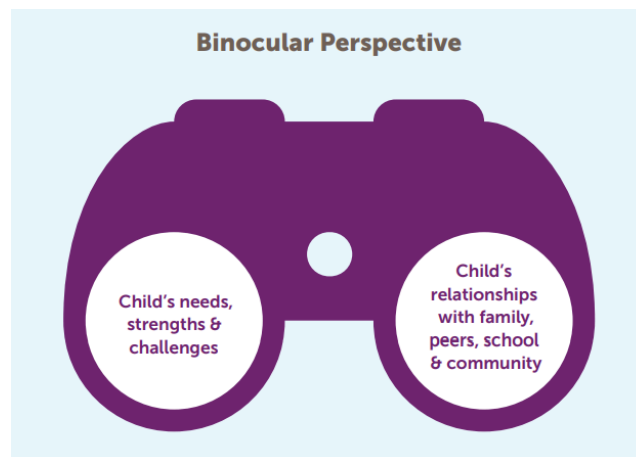 Binocular Perspective
Child's needs,
strengths &
challenges
Child's
relationships
with family,
peers, school
& community